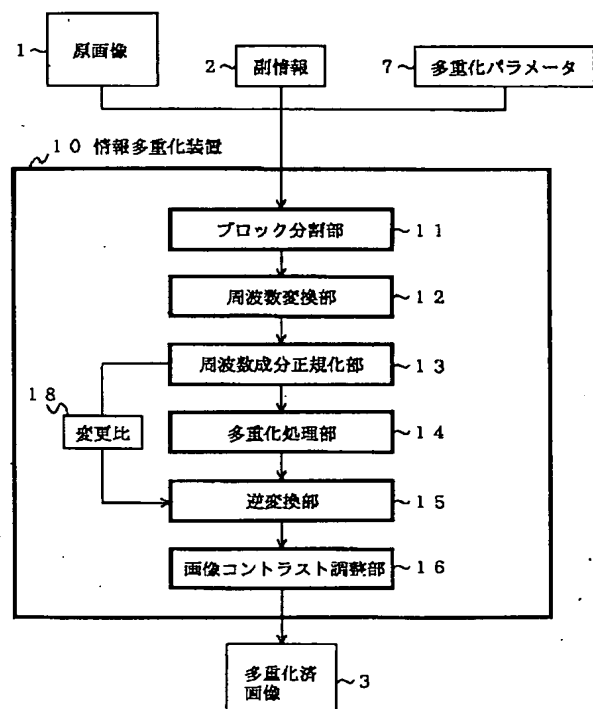 1 原画像
2 副情報
7 多重化パラメータ
10 情報多重化装置
ブロック分割部 11
周波数変換部 12
周波数成分正規化部 13
18
変更比
多重化処理部 14
逆変換部 15
画像コントラスト調整部 16
多重化済
画像
3